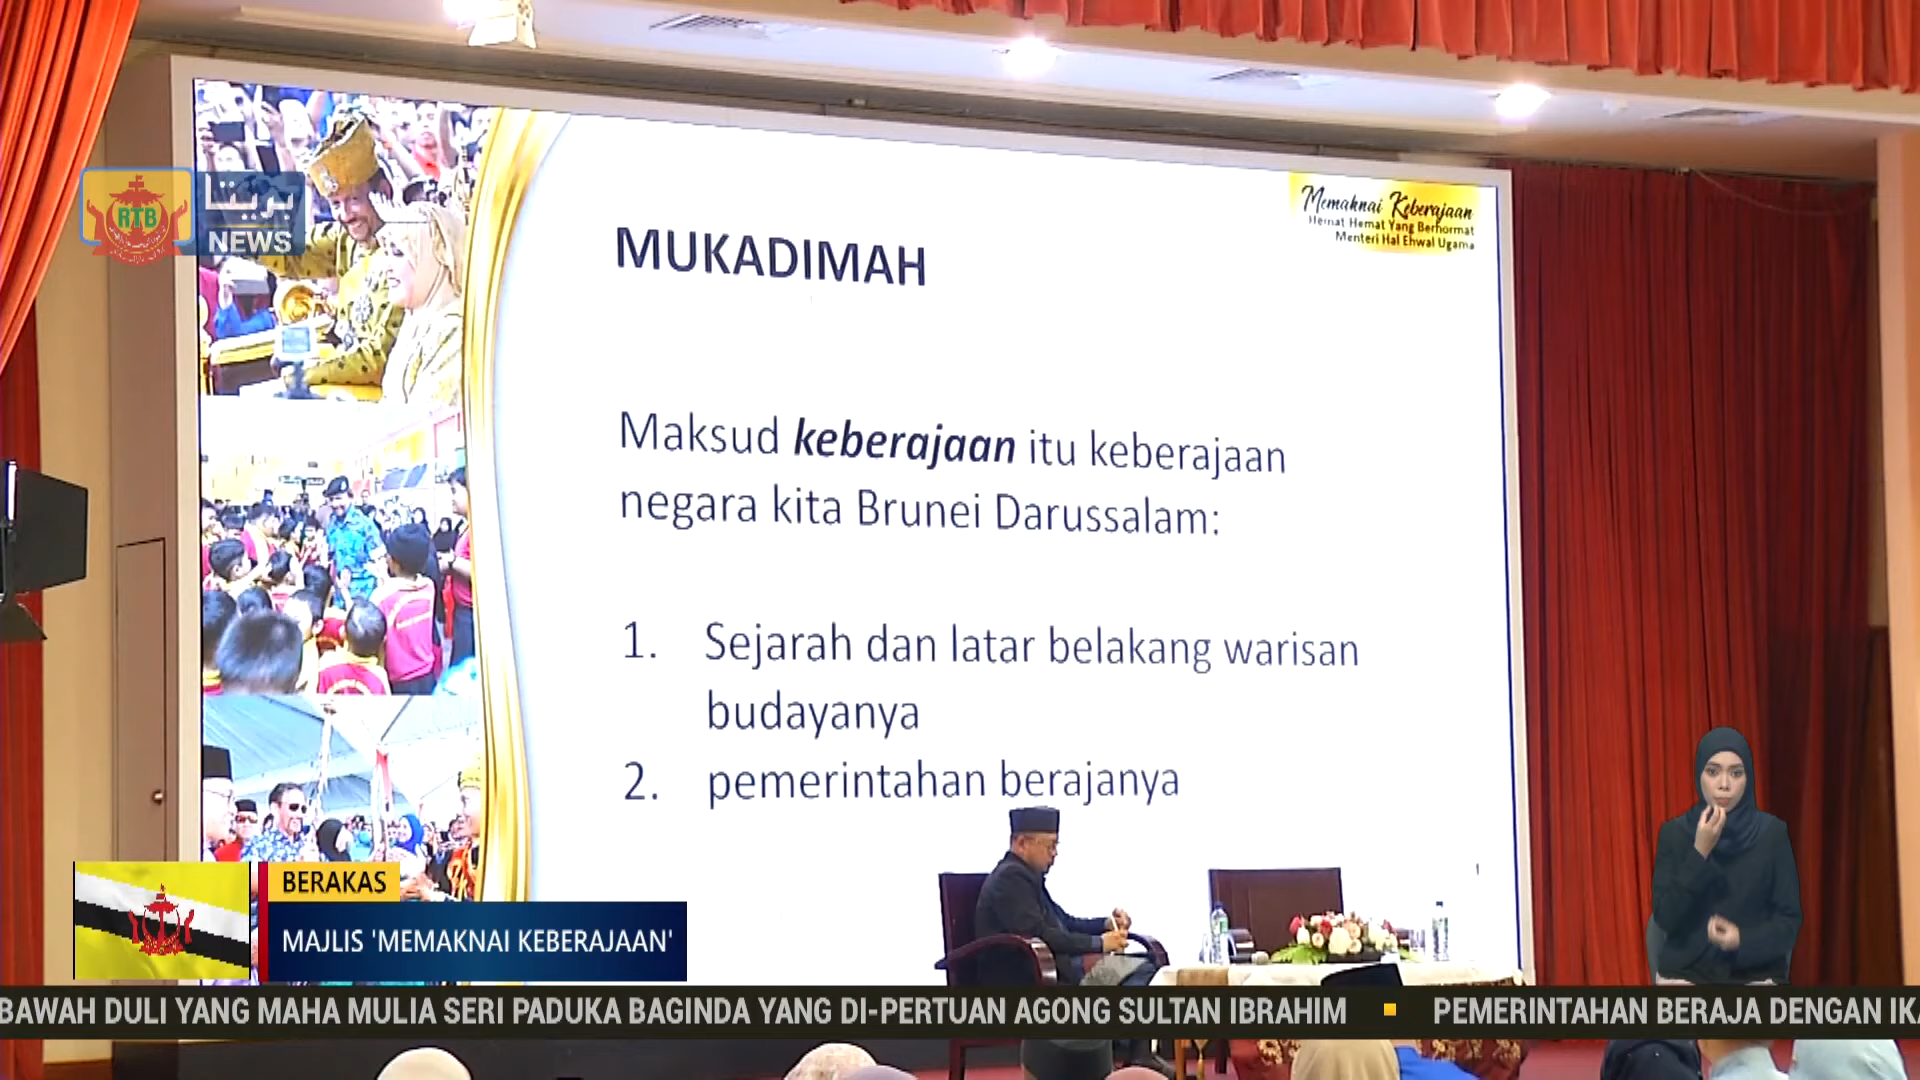 RTB
بريتا
NEWS
Memaknai Keberajaan
Hemat Hemat Yang Berhormat
Menteri Hal Ehwal Ugama
MUKADIMAH
Maksud keberajaan itu keberajaan
negara kita Brunei Darussalam:
1. Sejarah dan latar belakang warisan
budayanya
2. pemerintahan berajanya
BERAKAS
MAJLIS 'MEMAKNAI KEBERAJAAN'
BAWAH DULI YANG MAHA MULIA SERI PADUKA BAGINDA YANG DI-PERTUAN AGONG SULTAN IBRAHIM ▪ PEMERINTAHAN BERAJA DENGAN